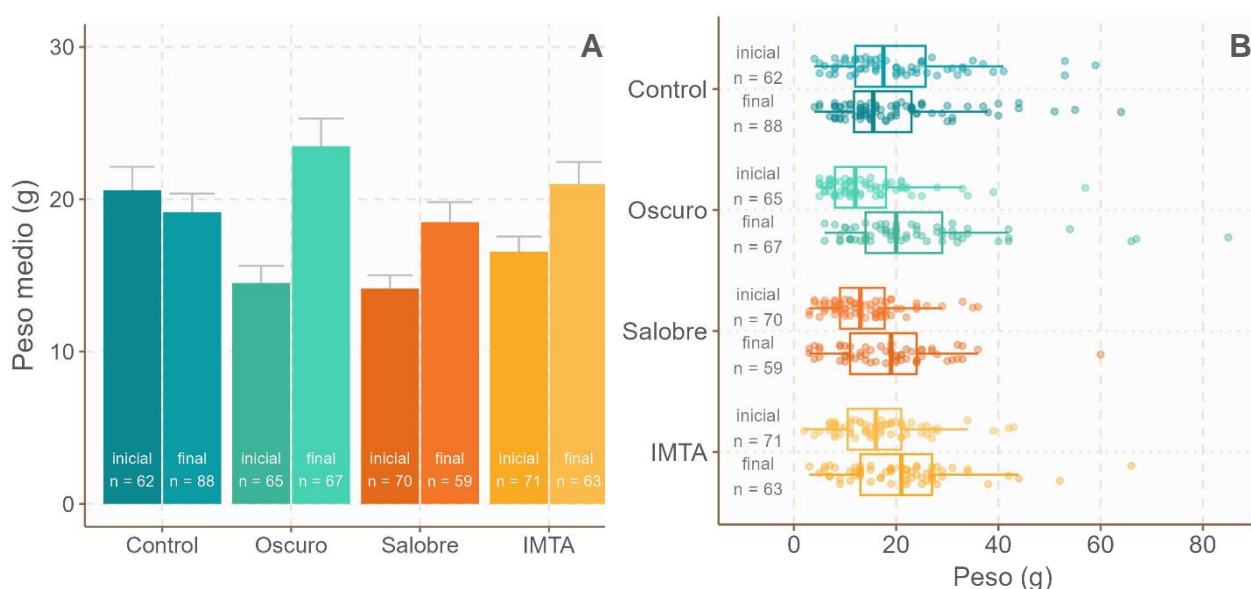 A
Peso medio (g)
30
20
10
0
inicial
n = 62
final
n = 88
inicial
n = 65
final
n = 67
inicial
n = 70
final
n = 59
inicial
n = 71
final
n = 63
Control
Oscuro
Salobre
IMTA
B
Control
inicial
n = 62
final
n = 88
Oscuro
inicial
n = 65
final
n = 67
Salobre
inicial
n = 70
final
n = 59
IMTA
inicial
n = 71
final
n = 63
0
20
40
60
80
Peso (g)